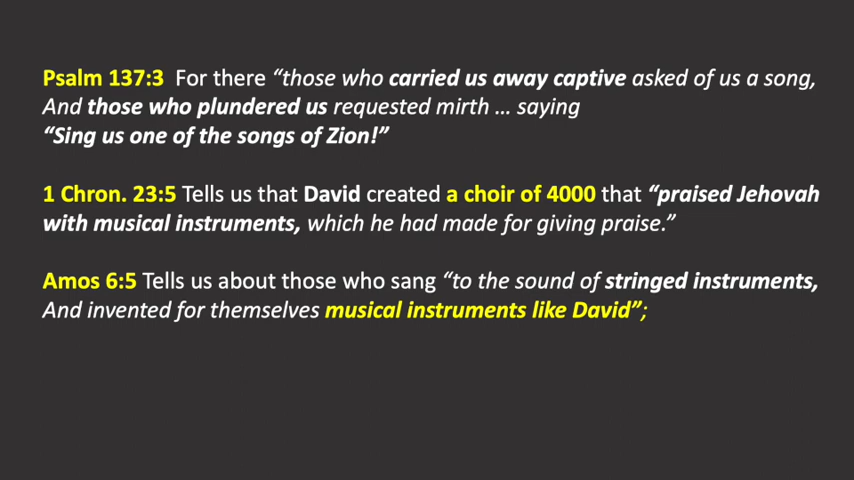 Psalm 137:3 For there “those who carried us away captive asked of us a song,
And those who plundered us requested mirth ... saying
“Sing us one of the songs of Zion!”
1 Chron. 23:5 Tells us that David created a choir of 4000 that “praised Jehovah
with musical instruments, which he had made for giving praise.”
Amos 6:5 Tells us about those who sang “to the sound of stringed instruments,
And invented for themselves musical instruments like David”;